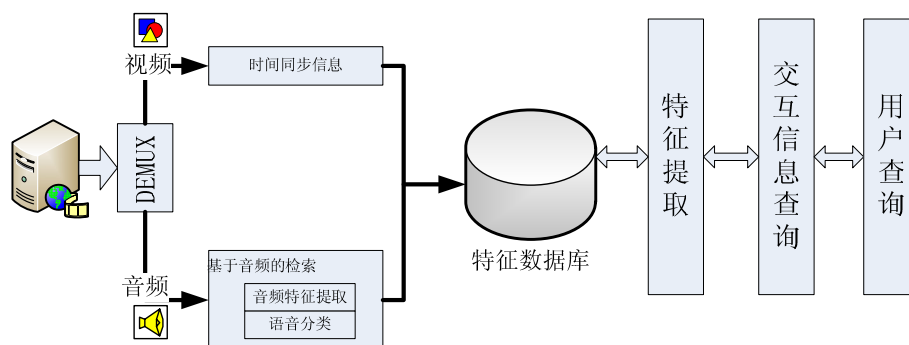 视频
时间同步信息
DEMUX
音频
基于音频的检索
音频特征提取
语音分类
特征数据库
特征提取
交互信息查询
用户查询